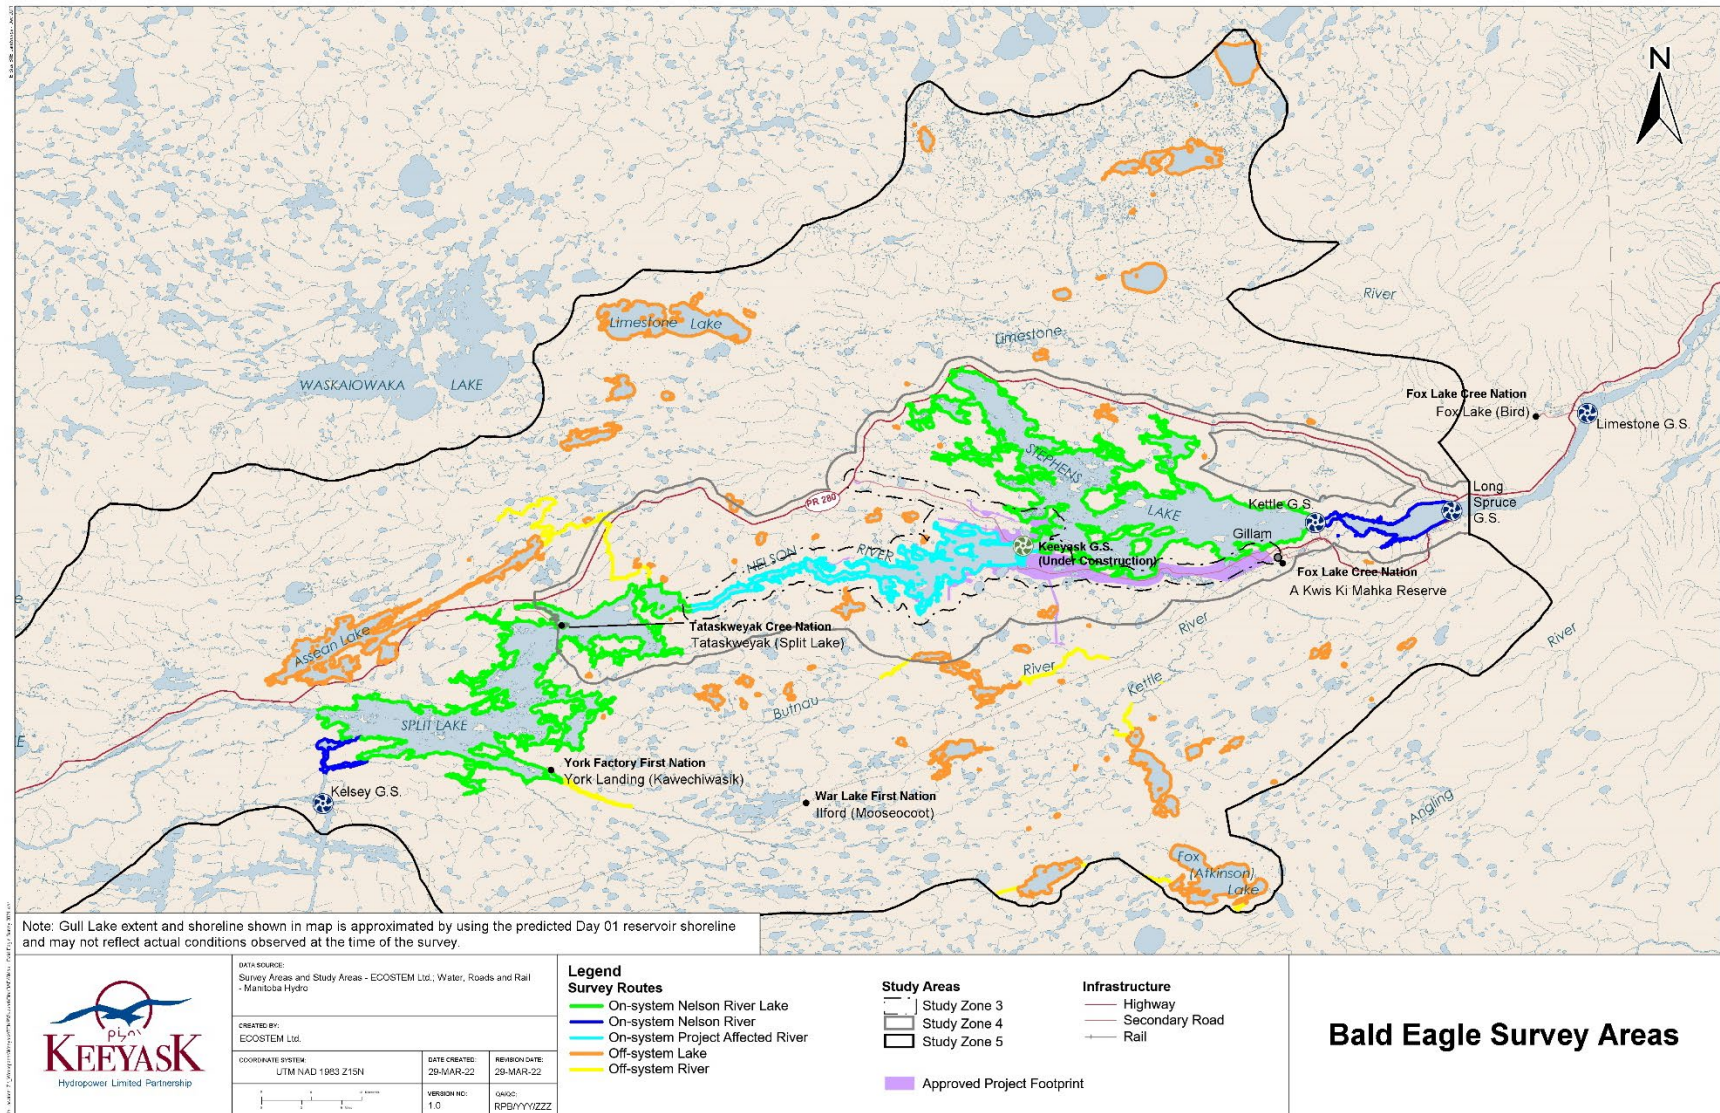 N
River
Limestone
Limestone Lake
WASKAIOWAKA LAKE
Fox Lake Cree Nation
Fox Lake (Bird)
Limestone G.S.
STEPHENS
LAKE
Long
Spruce
G.S.
Kettle G.S.
PR 280
Gillam
NELSON RIVER
Keeyask G.S.
(Under Construction)
Fox Lake Cree Nation
A Kwis Ki Mahka Reserve
Assean Lake
Tataskweyak Cree Nation
Tataskweyak (Split Lake)
River
River
River
Kettle
Butnau
SPLIT LAKE
York Factory First Nation
York Landing (Kawechiwasik)
Kelsey G.S.
War Lake First Nation
Ilford (Mooseocoot)
Angling
Fox
(Atkinson)
Lake
Note: Gull Lake extent and shoreline shown in map is approximated by using the predicted Day 01 reservoir shoreline
and may not reflect actual conditions observed at the time of the survey.
KEEYASK
Hydropower Limited Partnership
DATA SOURCE:
Survey Areas and Study Areas - ECOSTEM Ltd.; Water, Roads and Rail
- Manitoba Hydro
CREATED BY:
ECOSTEM Ltd.
COORDINATE SYSTEM:
UTM NAD 1983 Z15N
DATE CREATED:
29-MAR-22
REVISION DATE:
29-MAR-22
VERSION NO:
1.0
QA/QC:
RPB/YYY/ZZZ
Legend
Survey Routes
On-system Nelson River Lake
On-system Nelson River
On-system Project Affected River
Off-system Lake
Off-system River
Study Areas
Study Zone 3
Study Zone 4
Study Zone 5
Approved Project Footprint
Infrastructure
Highway
Secondary Road
Rail
Bald Eagle Survey Areas